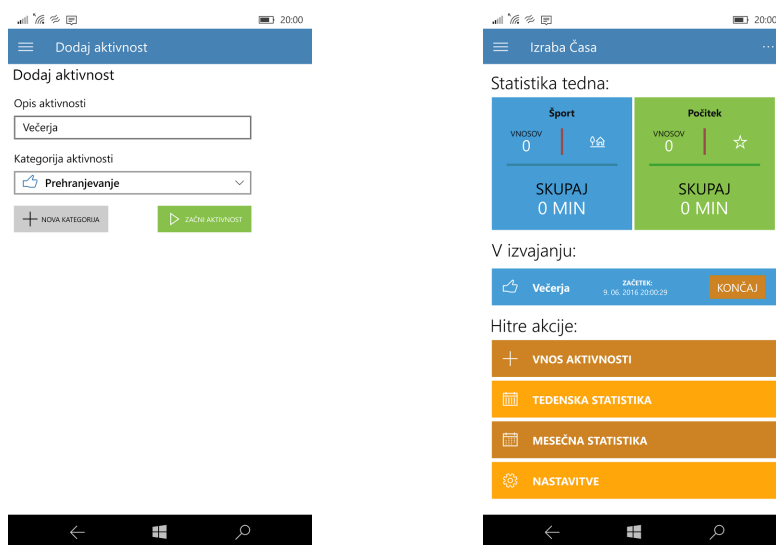 20:00
Dodaj aktivnost
Dodaj aktivnost
Opis aktivnosti
Večerja
Kategorija aktivnosti
Prehranjevanje
NOVA KATEGORIJA
ZAČNI AKTIVNOST
20:00
Izraba Časa
Statistika tedna:
Šport
VNOSOV
0
SKUPAJ
0 MIN
Počitek
VNOSOV
0
SKUPAJ
0 MIN
V izvajanju:
Večerja
ZAČETEK:
9. 06. 2016 20:00:29
KONČAJ
Hitre akcije:
VNOS AKTIVNOSTI
TEDENSKA STATISTIKA
MESEČNA STATISTIKA
NASTAVITVE